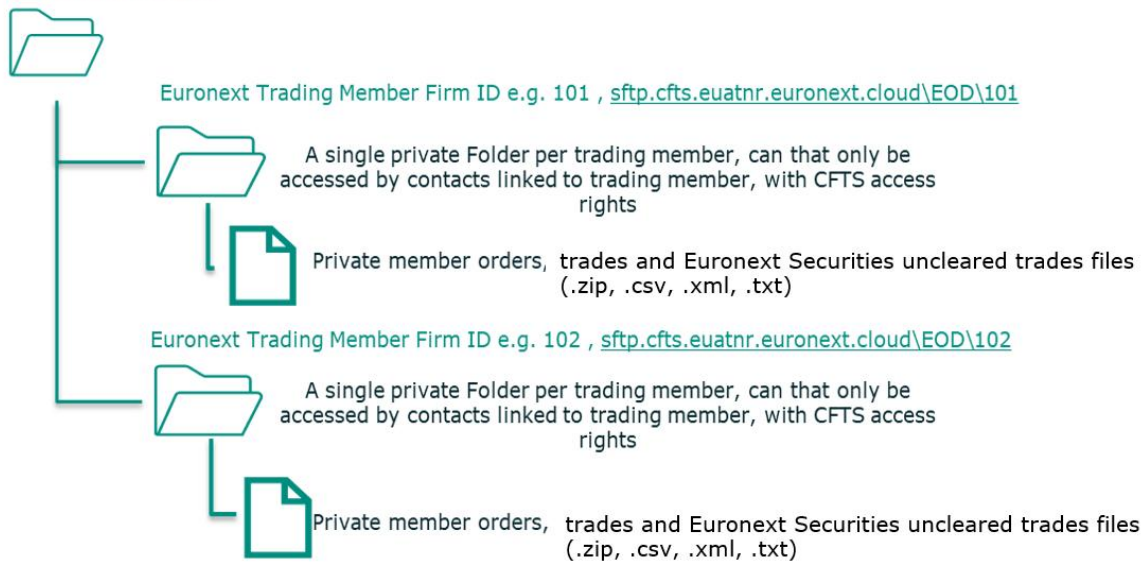 Euronext Trading Member Firm ID e.g. 101 , sftp.cfts.euatnr.euronext.cloud\EOD\101
A single private Folder per trading member, can that only be
accessed by contacts linked to trading member, with CFTS access
rights
Private member orders, trades and Euronext Securities uncleared trades files
(.zip, .csv, .xml, .txt)
Euronext Trading Member Firm ID e.g. 102 , sftp.cfts.euatnr.euronext.cloud\EOD\102
A single private Folder per trading member, can that only be
accessed by contacts linked to trading member, with CFTS access
rights
Private member orders, trades and Euronext Securities uncleared trades files
(.zip, .csv, .xml, .txt)